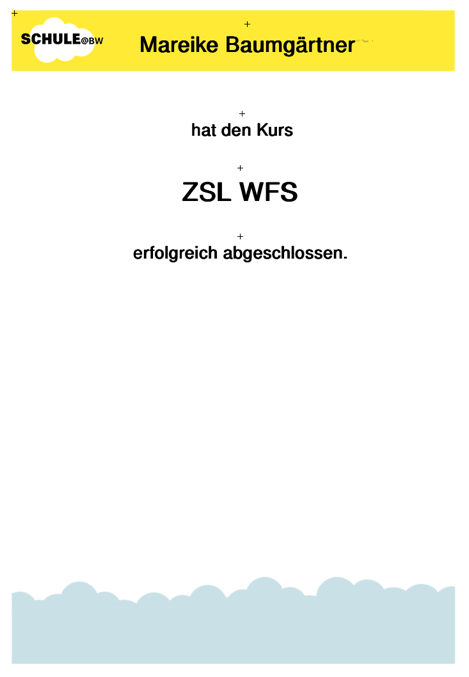 SCHULE@BW
Mareike Baumgärtner
hat den Kurs
ZSL WFS
erfolgreich abgeschlossen.